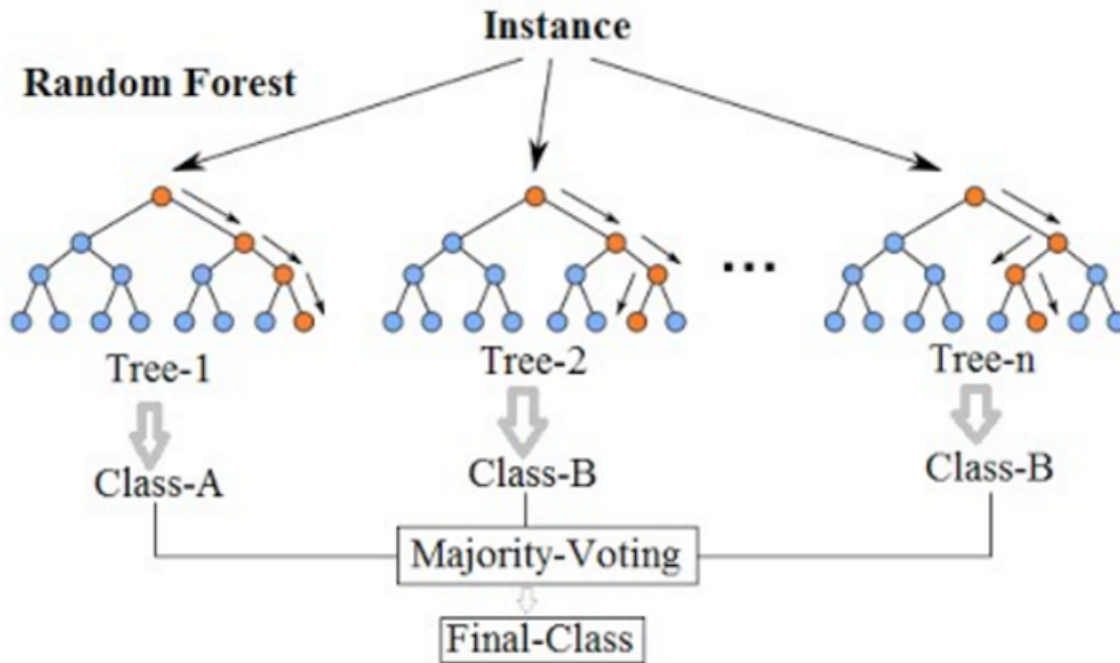 Instance
Random Forest
...
Tree-1
Tree-2
Tree-n
Class-A
Class-B
Class-B
Majority-Voting
Final-Class